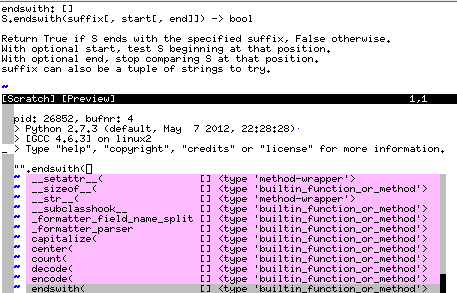 endswith: []
S.endswith(suffix[, start[, end]]) -> bool
Return True if S ends with the specified suffix, False otherwise.
With optional start, test S beginning at that position.
With optional end, stop comparing S at that position.
suffix can also be a tuple of strings to try.
~
[Scratch] [Preview] 1,1
pid: 26852, bufnr: 4
> Python 2.7.3 (default, May  7 2012, 22:28:28)
> [GCC 4.6.3] on linux2
_ > Type "help", "copyright", "credits" or "license" for more information.
"".endswith(
~ __setattr__( [] <type 'method-wrapper'>
~ __sizeof__( [] <type 'builtin_function_or_method'>
~ __str__( [] <type 'method-wrapper'>
~ __subclasshook__ [] <type 'builtin_function_or_method'>
~ _formatter_field_name_split [] <type 'builtin_function_or_method'>
~ _formatter_parser [] <type 'builtin_function_or_method'>
~ capitalize( [] <type 'builtin_function_or_method'>
~ center( [] <type 'builtin_function_or_method'>
~ count( [] <type 'builtin_function_or_method'>
~ decode( [] <type 'builtin_function_or_method'>
~ encode( [] <type 'builtin_function_or_method'>
~ endswith( [] <type 'builtin_function_or_method'>